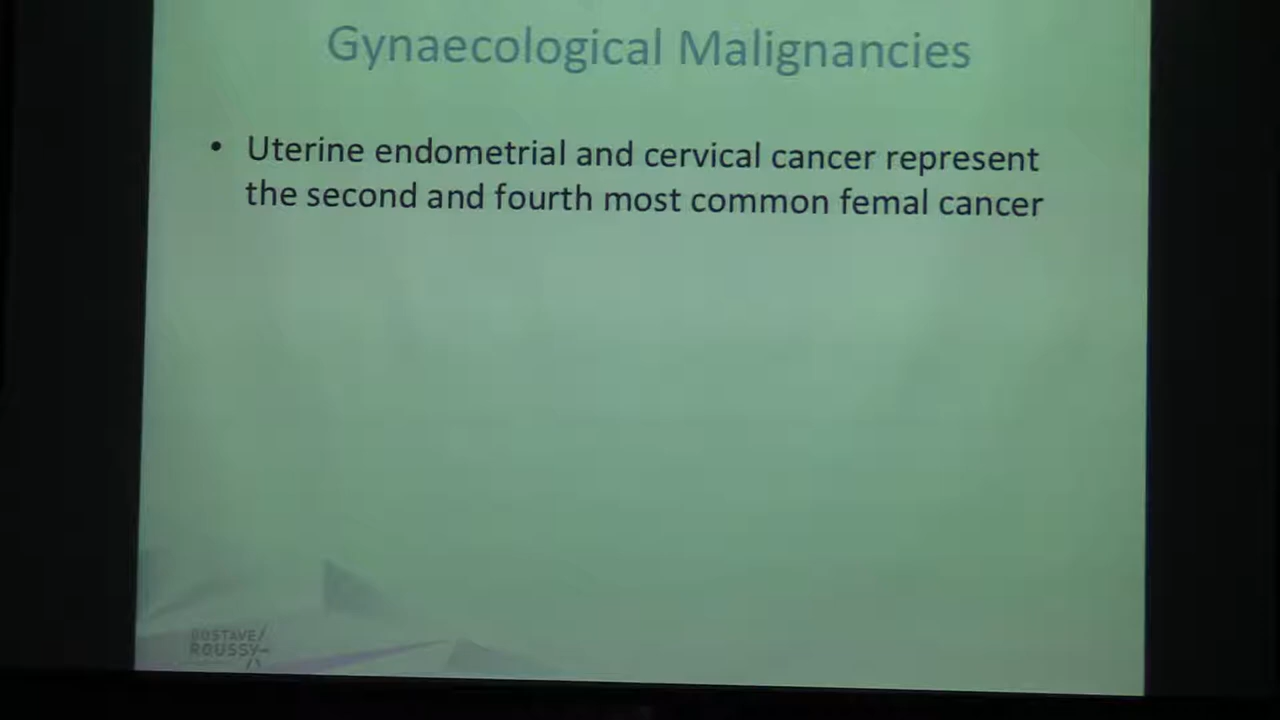 Gynaecological Malignancies
• Uterine endometrial and cervical cancer represent
the second and fourth most common femal cancer
GUSTAVE/
ROUSSY